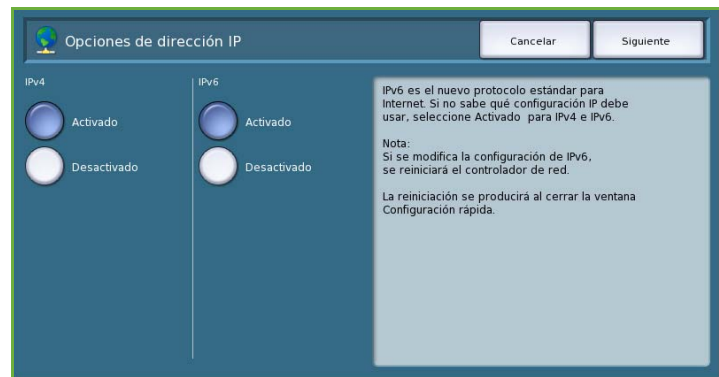 Opciones de dirección IP
Cancelar
Siguiente
IPv4
Activado
Desactivado
IPv6
Activado
Desactivado
IPv6 es el nuevo protocolo estándar para
Internet. Si no sabe qué configuración IP debe
usar, seleccione Activado para IPv4 e IPv6.
Nota:
Si se modifica la configuración de IPv6,
se reiniciará el controlador de red.
La reiniciación se producirá al cerrar la ventana
Configuración rápida.